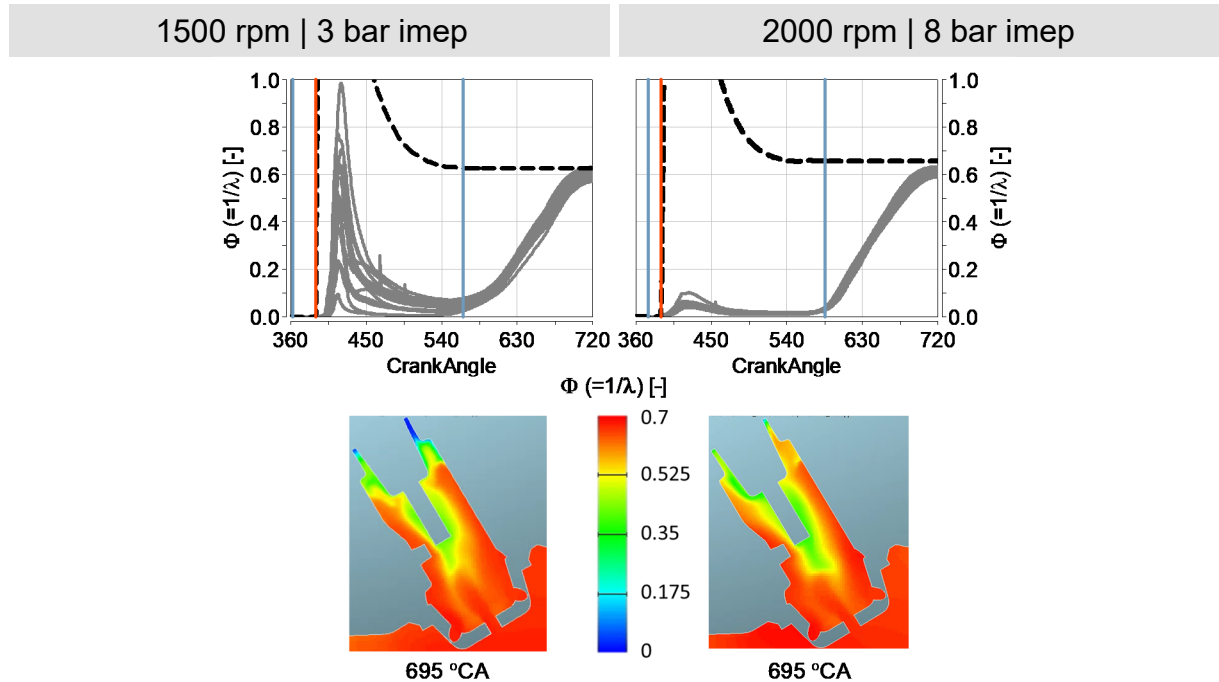 1500 rpm | 3 bar imep
2000 rpm | 8 bar imep
Φ (=1/λ) [-]
1.0
0.8
0.6
0.4
0.2
0.0
360 450 540 630 720
CrankAngle
360 450 540 630 720
CrankAngle
1.0
0.8
0.6
0.4
0.2
0.0
Φ (=1/λ) [-]
Φ (=1/λ) [-]
0.7
0.525
0.35
0.175
0
695 ºCA
695 ºCA